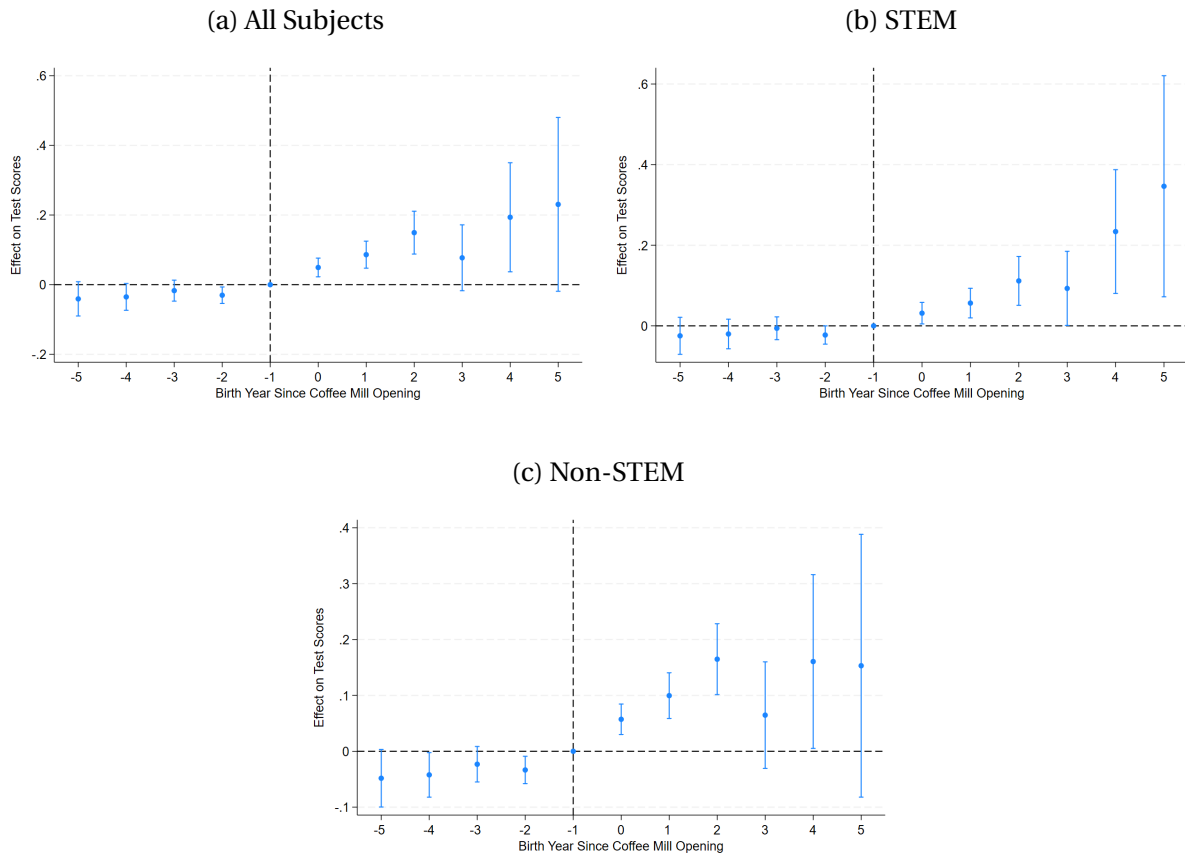 (a) All Subjects
Effect on Test Scores
.6
.4
.2
0
-.2
-5 -4 -3 -2 -1 0 1 2 3 4 5
Birth Year Since Coffee Mill Opening
(b) STEM
Effect on Test Scores
.6
.4
.2
0
-5 -4 -3 -2 -1 0 1 2 3 4 5
Birth Year Since Coffee Mill Opening
(c) Non-STEM
Effect on Test Scores
.4
.3
.2
.1
0
-.1
-5 -4 -3 -2 -1 0 1 2 3 4 5
Birth Year Since Coffee Mill Opening